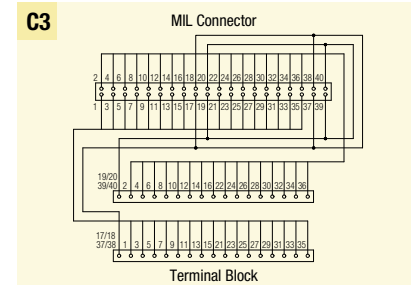 C3
MIL Connector
2 4 6 8 10 12 14 16 18 20 22 24 26 28 30 32 34 36 38 40
1 3 5 7 9 11 13 15 17 19 21 23 25 27 29 31 33 35 37 39
19/20
39/40 2 4 6 8 10 12 14 16 22 24 26 28 30 32 34 36
17/18
37/38 1 3 5 7 9 11 13 15 21 23 25 27 29 31 33 35
Terminal Block